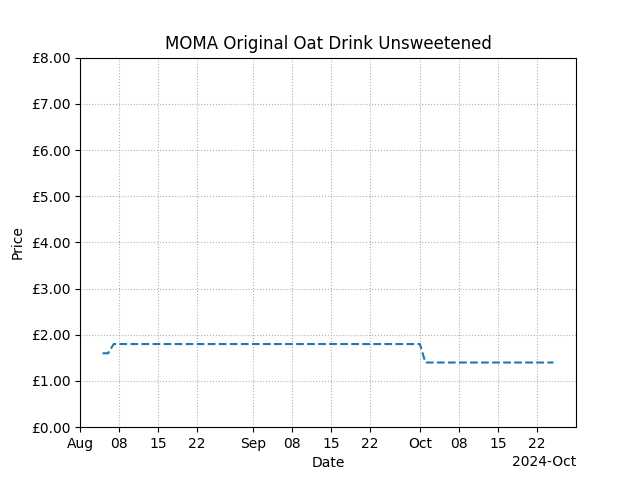 MOMA Original Oat Drink Unsweetened
£8.00
£7.00
£6.00
£5.00
£4.00
£3.00
£2.00
£1.00
£0.00
Price
Aug 08 15 22 Sep 08 15 22 Oct 08 15 22
Date
2024-Oct